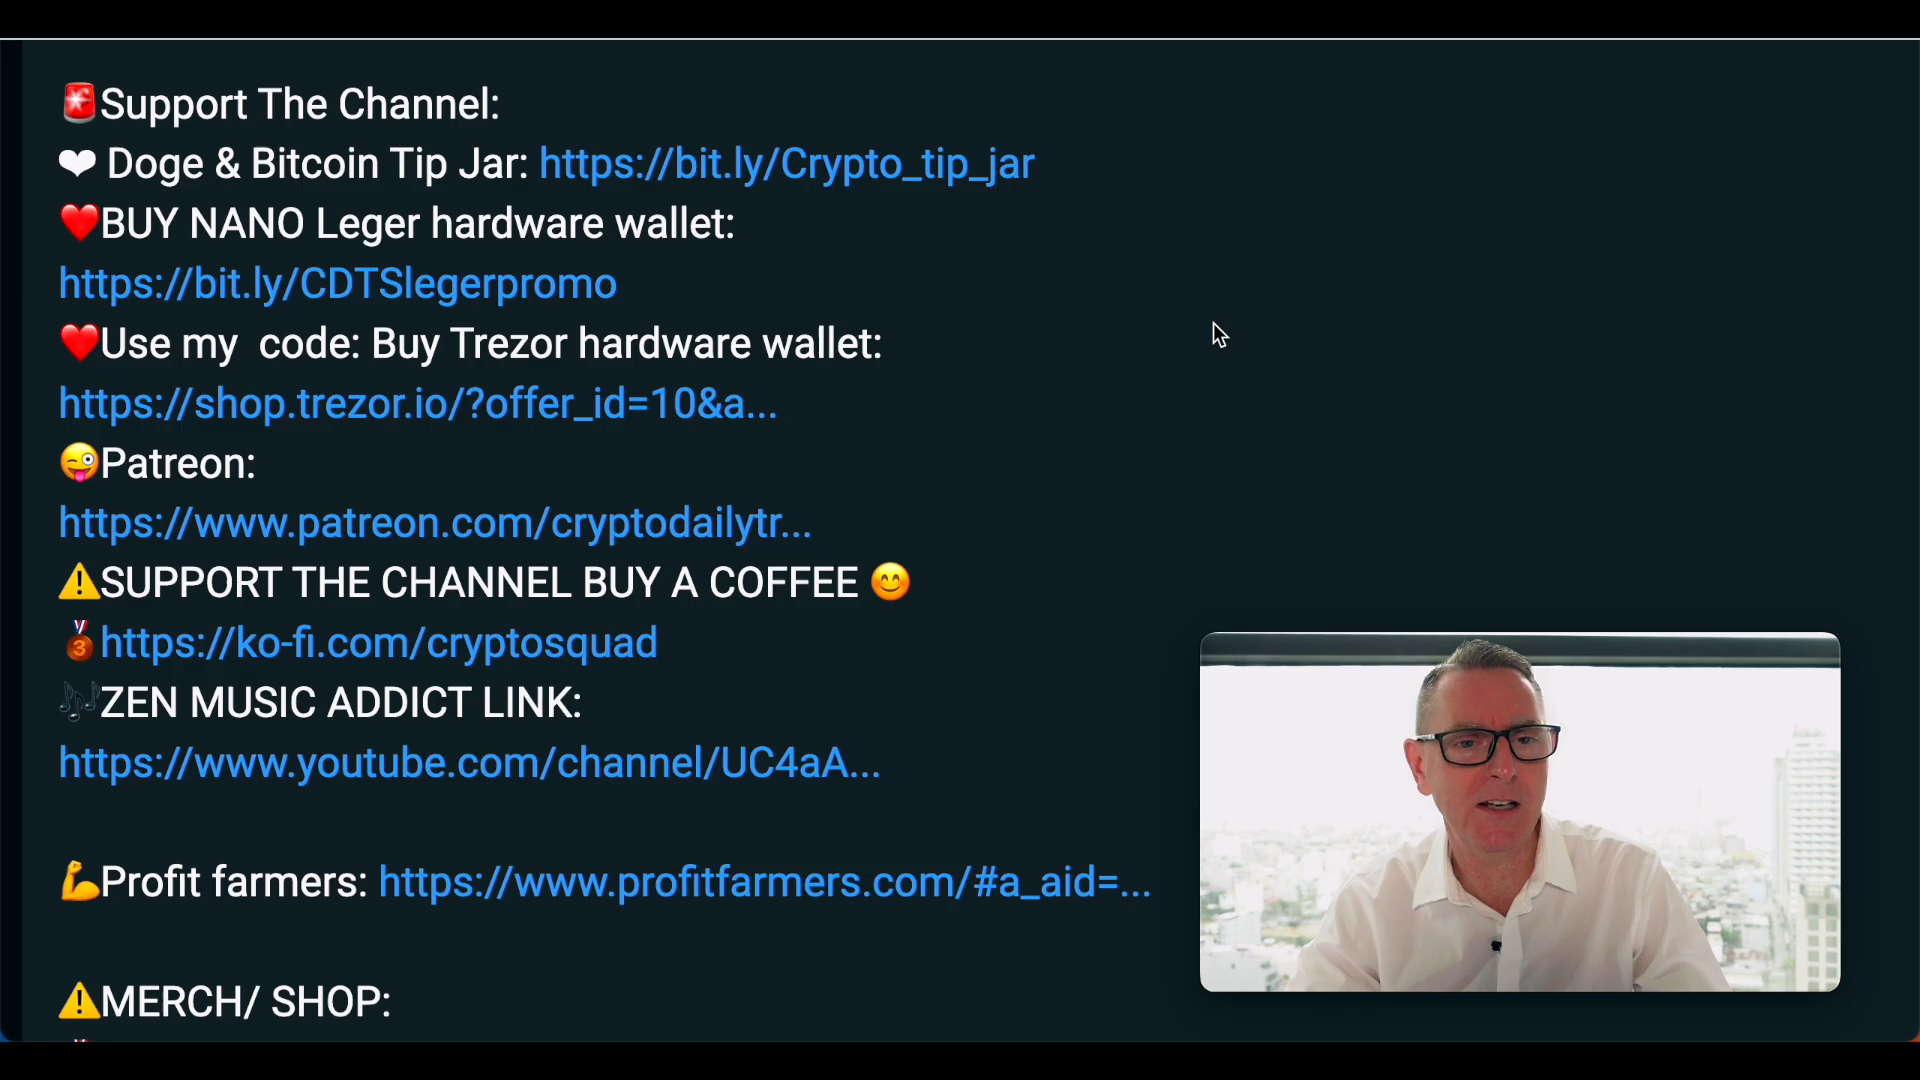 🚨Support The Channel:
❤ Doge & Bitcoin Tip Jar: https://bit.ly/Crypto_tip_jar
❤️BUY NANO Leger hardware wallet:
https://bit.ly/CDTSlegerpromo
❤️Use my  code: Buy Trezor hardware wallet:
https://shop.trezor.io/?offer_id=10&a...
😜Patreon:
https://www.patreon.com/cryptodailytr...
⚠️SUPPORT THE CHANNEL BUY A COFFEE 😊
🥉https://ko-fi.com/cryptosquad
🎶ZEN MUSIC ADDICT LINK:
https://www.youtube.com/channel/UC4aA...
💪Profit farmers: https://www.profitfarmers.com/#a_aid=...
⚠️MERCH/ SHOP: